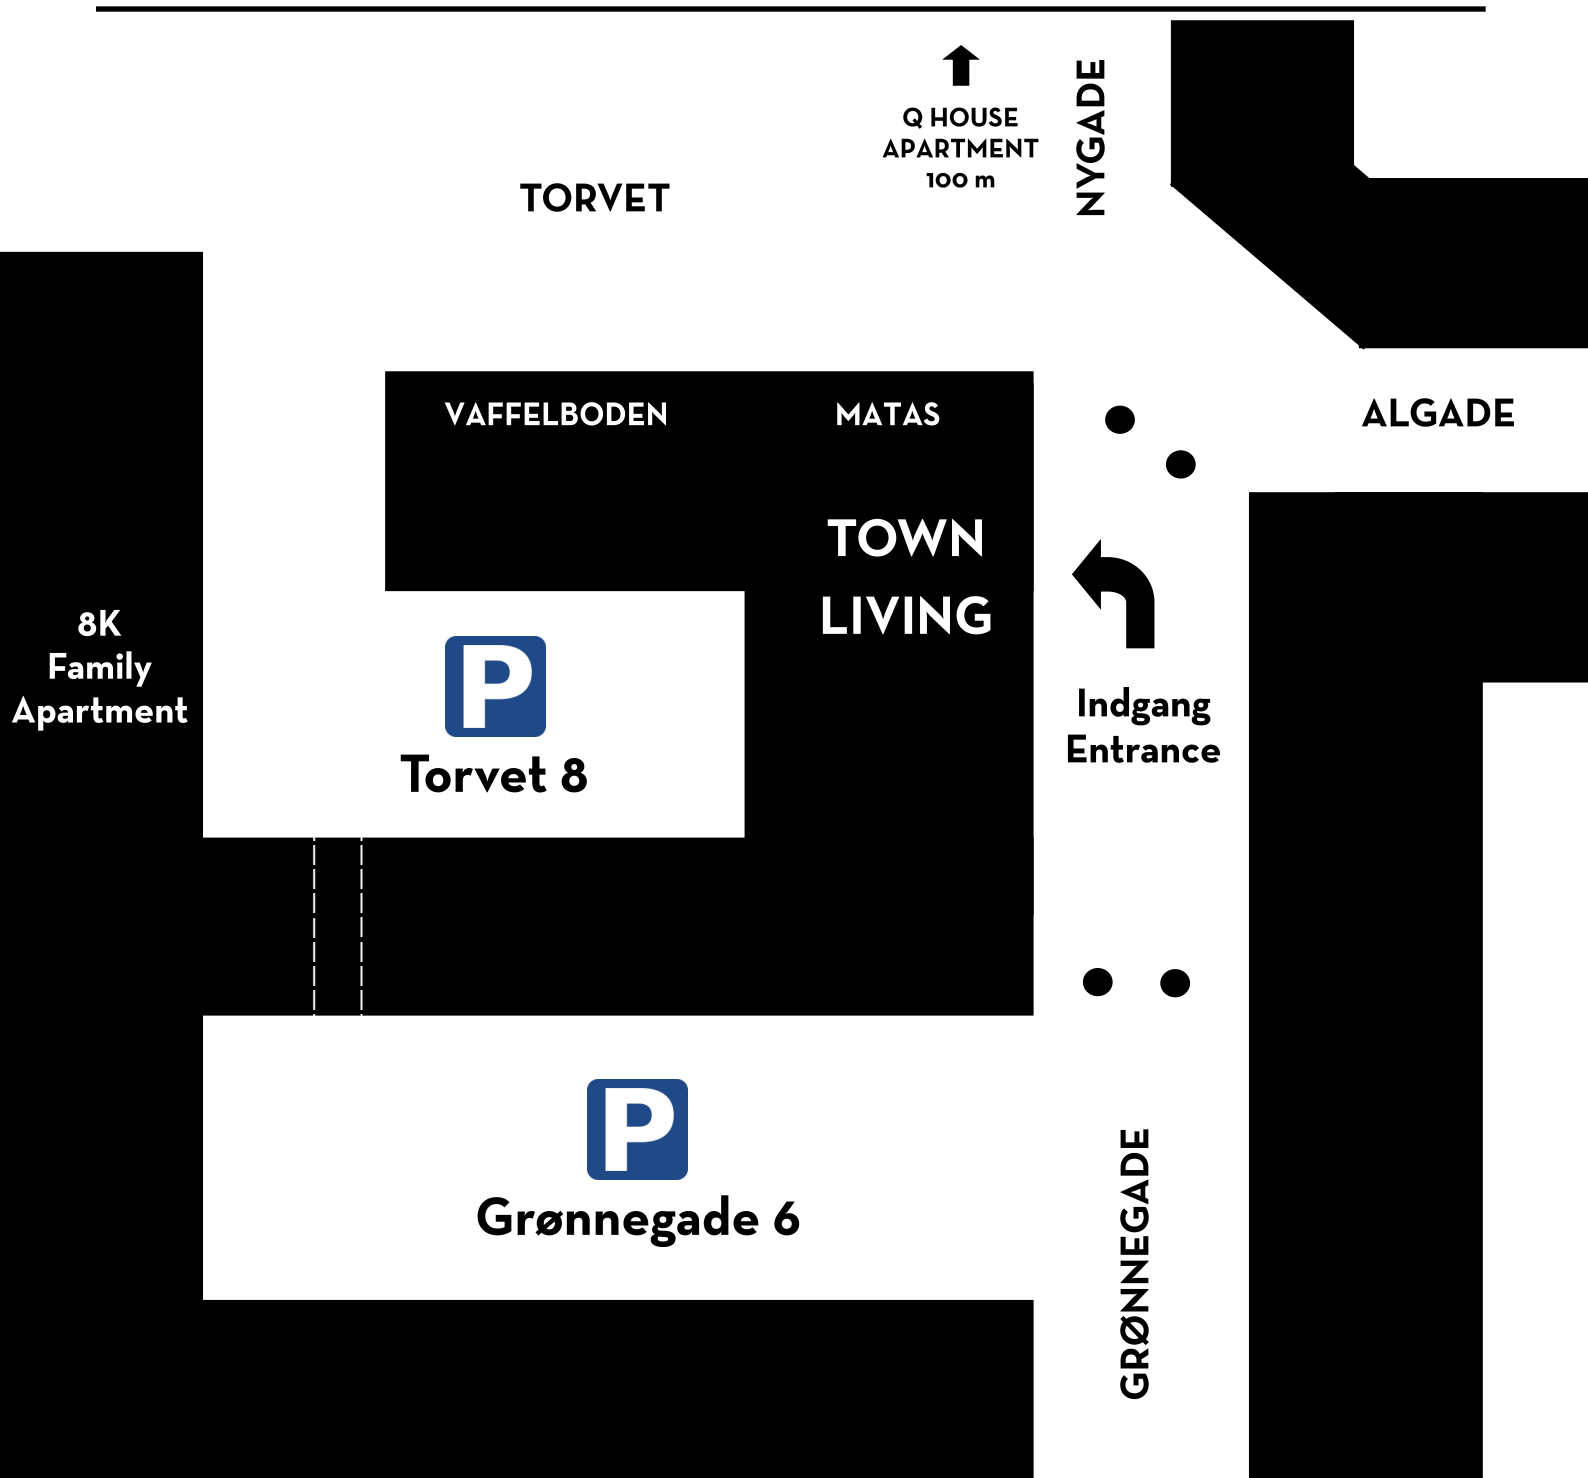 Q HOUSE
APARTMENT
100 m
NYGADE
TORVET
VAFFELBODEN
MATAS
ALGADE
TOWN
LIVING
8K
Family
Apartment
P
Torvet 8
Indgang
Entrance
P
Grønnegade 6
GRØNNEGADE